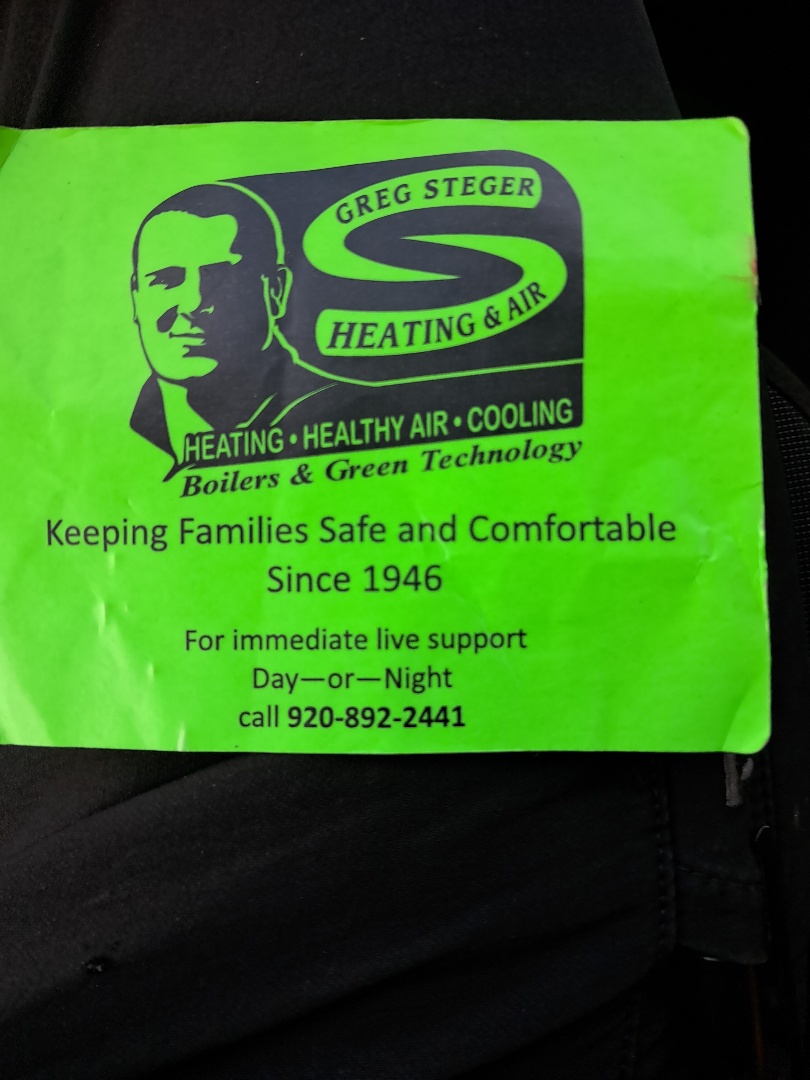 GREG STEGER
HEATING & AIR
HEATING • HEALTHY AIR • COOLING
Boilers & Green Technology
Keeping Families Safe and Comfortable
Since 1946
For immediate live support
Day—or—Night
call 920-892-2441